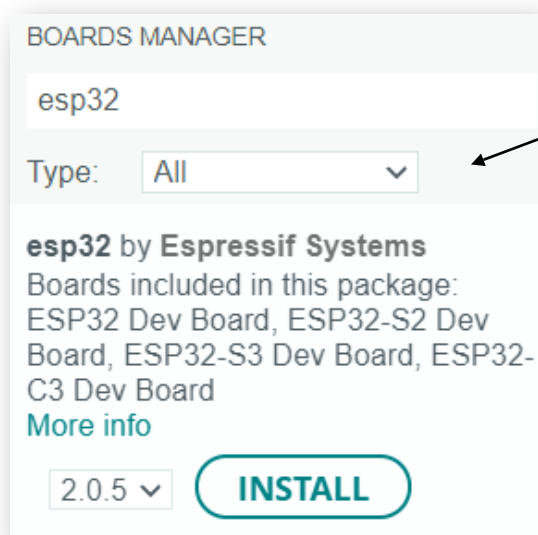 BOARDS MANAGER
esp32
Type: All
esp32 by Espressif Systems
Boards included in this package:
ESP32 Dev Board, ESP32-S2 Dev
Board, ESP32-S3 Dev Board, ESP32-
C3 Dev Board
More info
2.0.5 INSTALL